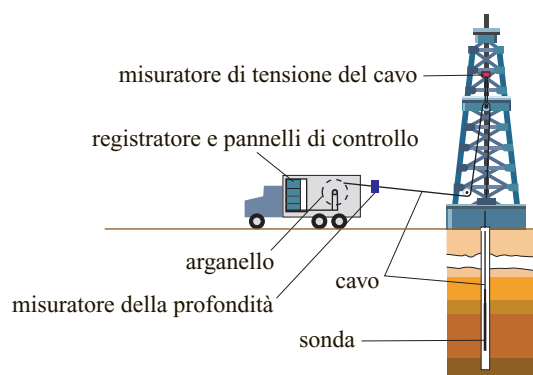 misuratore di tensione del cavo
registratore e pannelli di controllo
arganello
cavo
misuratore della profondità
sonda